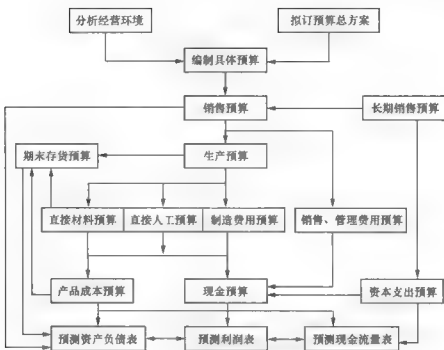 分析经营环境
拟订预算总方案
编制具体预算
销售预算
长期销售预算
期末存货预算
生产预算
直接材料预算
直接人工预算
制造费用预算
销售、管理费用预算
产品成本预算
现金预算
资本支出预算
预测资产负债表
预测利润表
预测现金流量表